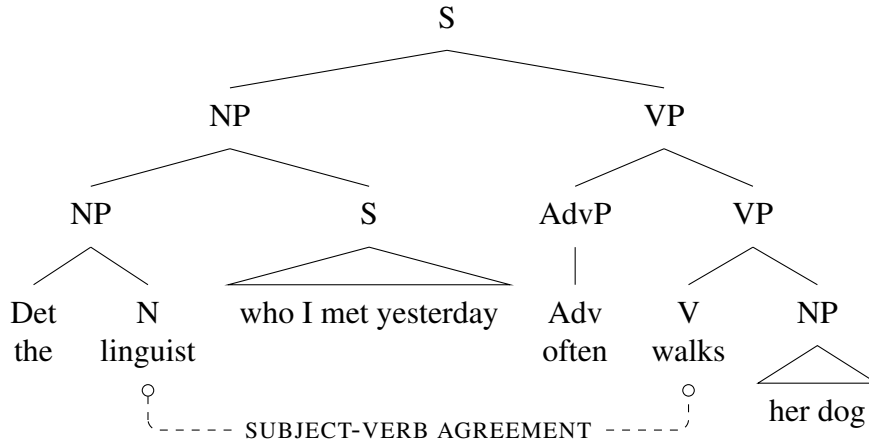 S
NP VP
NP S AdvP VP
Det N who I met yesterday Adv V NP
the linguist often walks
her dog
SUBJECT-VERB AGREEMENT